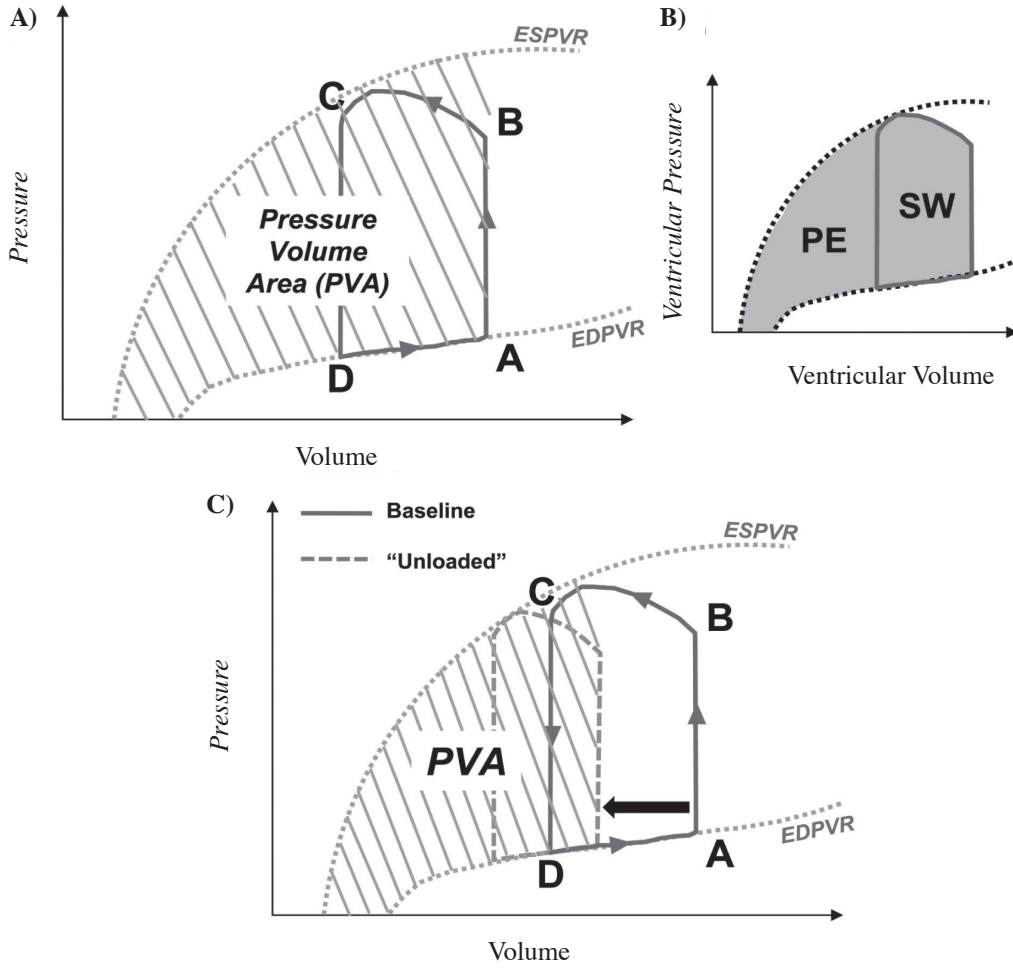 A)
ESPVR
C
B
Pressure
Volume
Area (PVA)
Pressure
EDPVR
A
D
Volume
B)
Ventricular Pressure
PE
SW
Ventricular Volume
C)
Baseline
“Unloaded”
ESPVR
C
B
Pressure
PVA
EDPVR
A
D
Volume